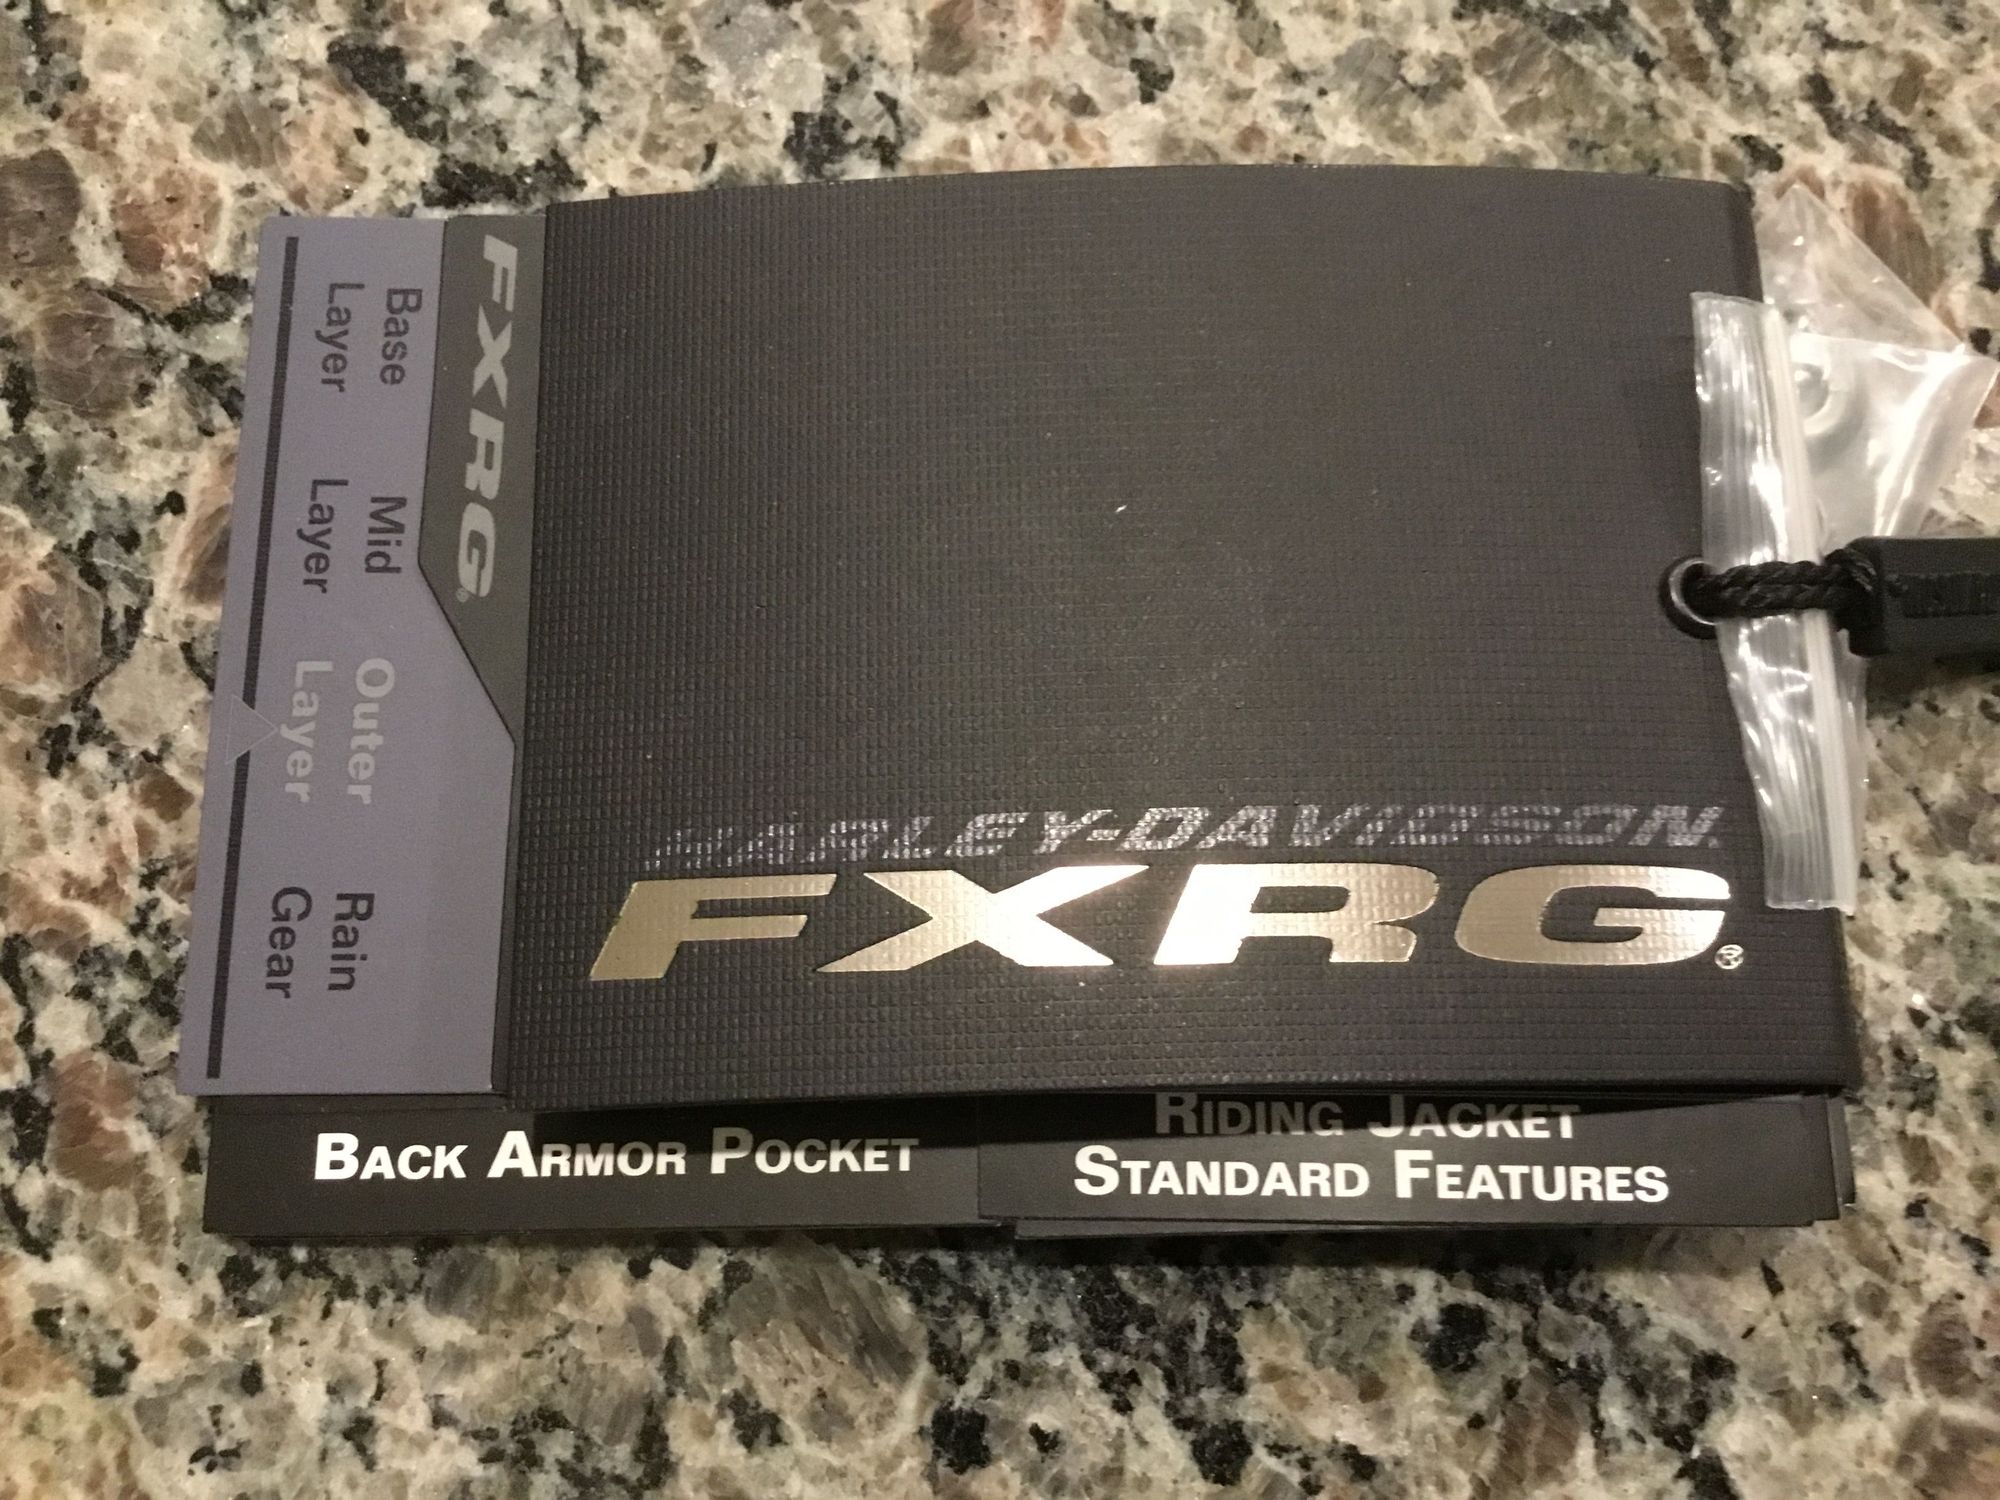 HARLEY-DAVIDSON
FXRG®
FXRG®
Base
Layer
Mid
Layer
Outer
Layer
Rain
Gear
BACK ARMOR POCKET
RIDING JACKET
STANDARD FEATURES